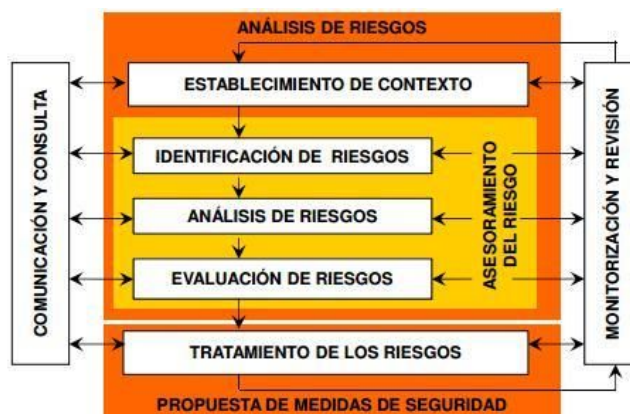 ANÁLISIS DE RIESGOS
ESTABLECIMIENTO DE CONTEXTO
IDENTIFICACIÓN DE RIESGOS
ANÁLISIS DE RIESGOS
EVALUACIÓN DE RIESGOS
ASESORAMIENTO
DEL RIESGO
TRATAMIENTO DE LOS RIESGOS
PROPUESTA DE MEDIDAS DE SEGURIDAD
COMUNICACIÓN Y CONSULTA
MONITORIZACIÓN Y REVISIÓN